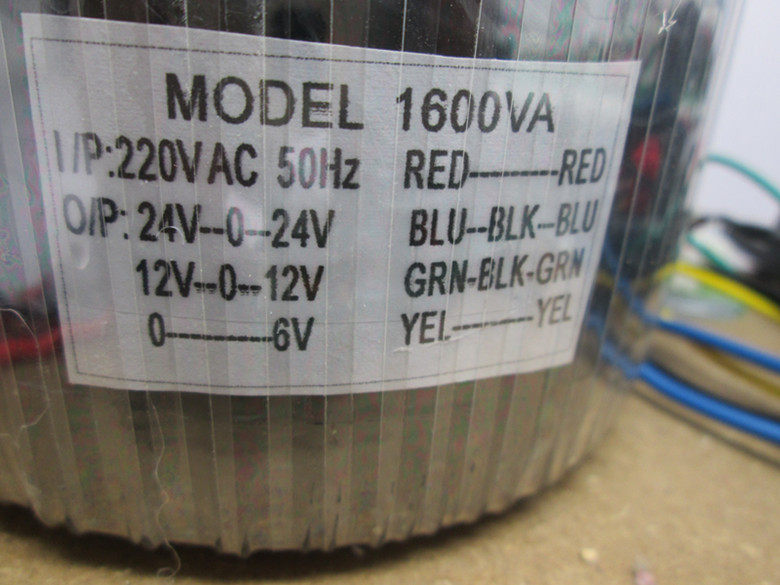 MODEL 1600VA
I/P:220VAC 50Hz RED---------RED
O/P: 24V--0--24V BLU--BLK--BLU
12V--0--12V GRN-BLK-GRN
0----------6V YEL--------YEL